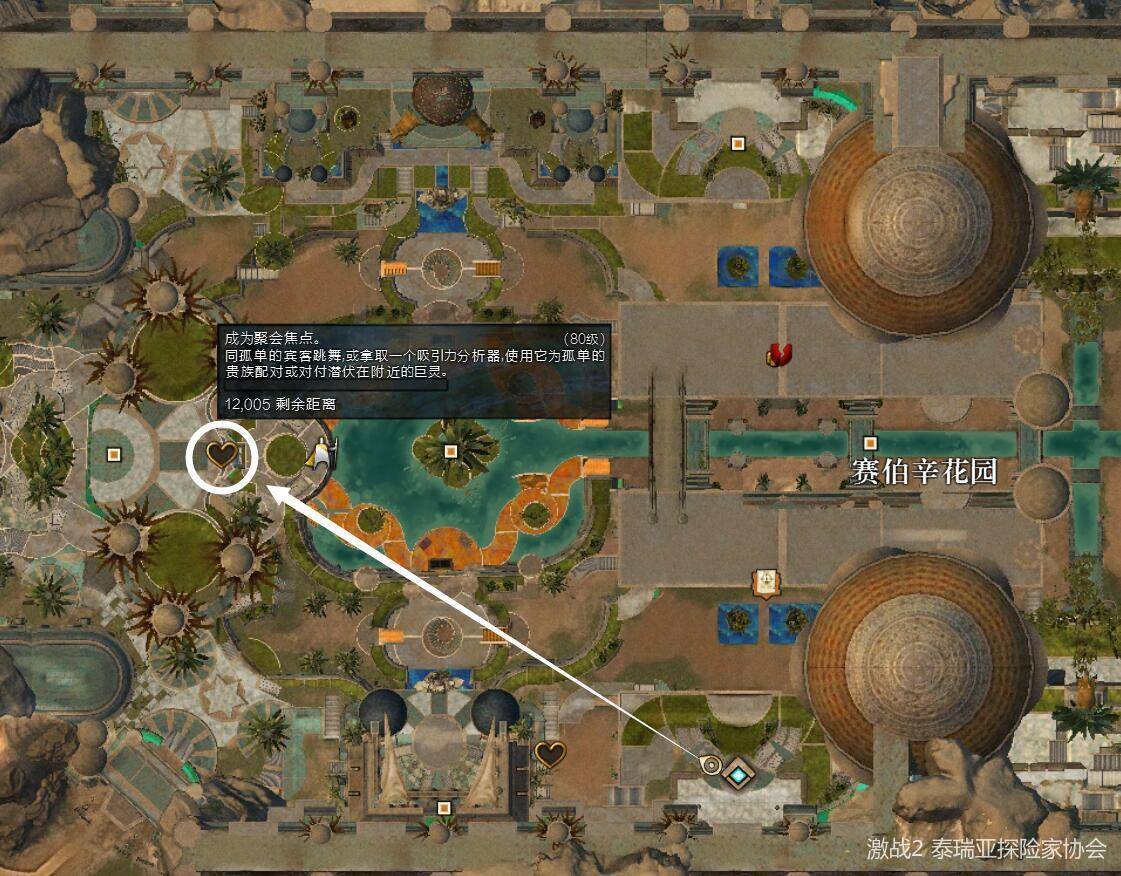 成为聚会焦点。 (80级)
同孤单的宾客跳舞,或拿取一个吸引力分析器,使用它为孤单的
贵族配对或对付潜伏在附近的巨灵。
12,005 剩余距离
赛伯辛花园
激战2 泰瑞亚探险家协会